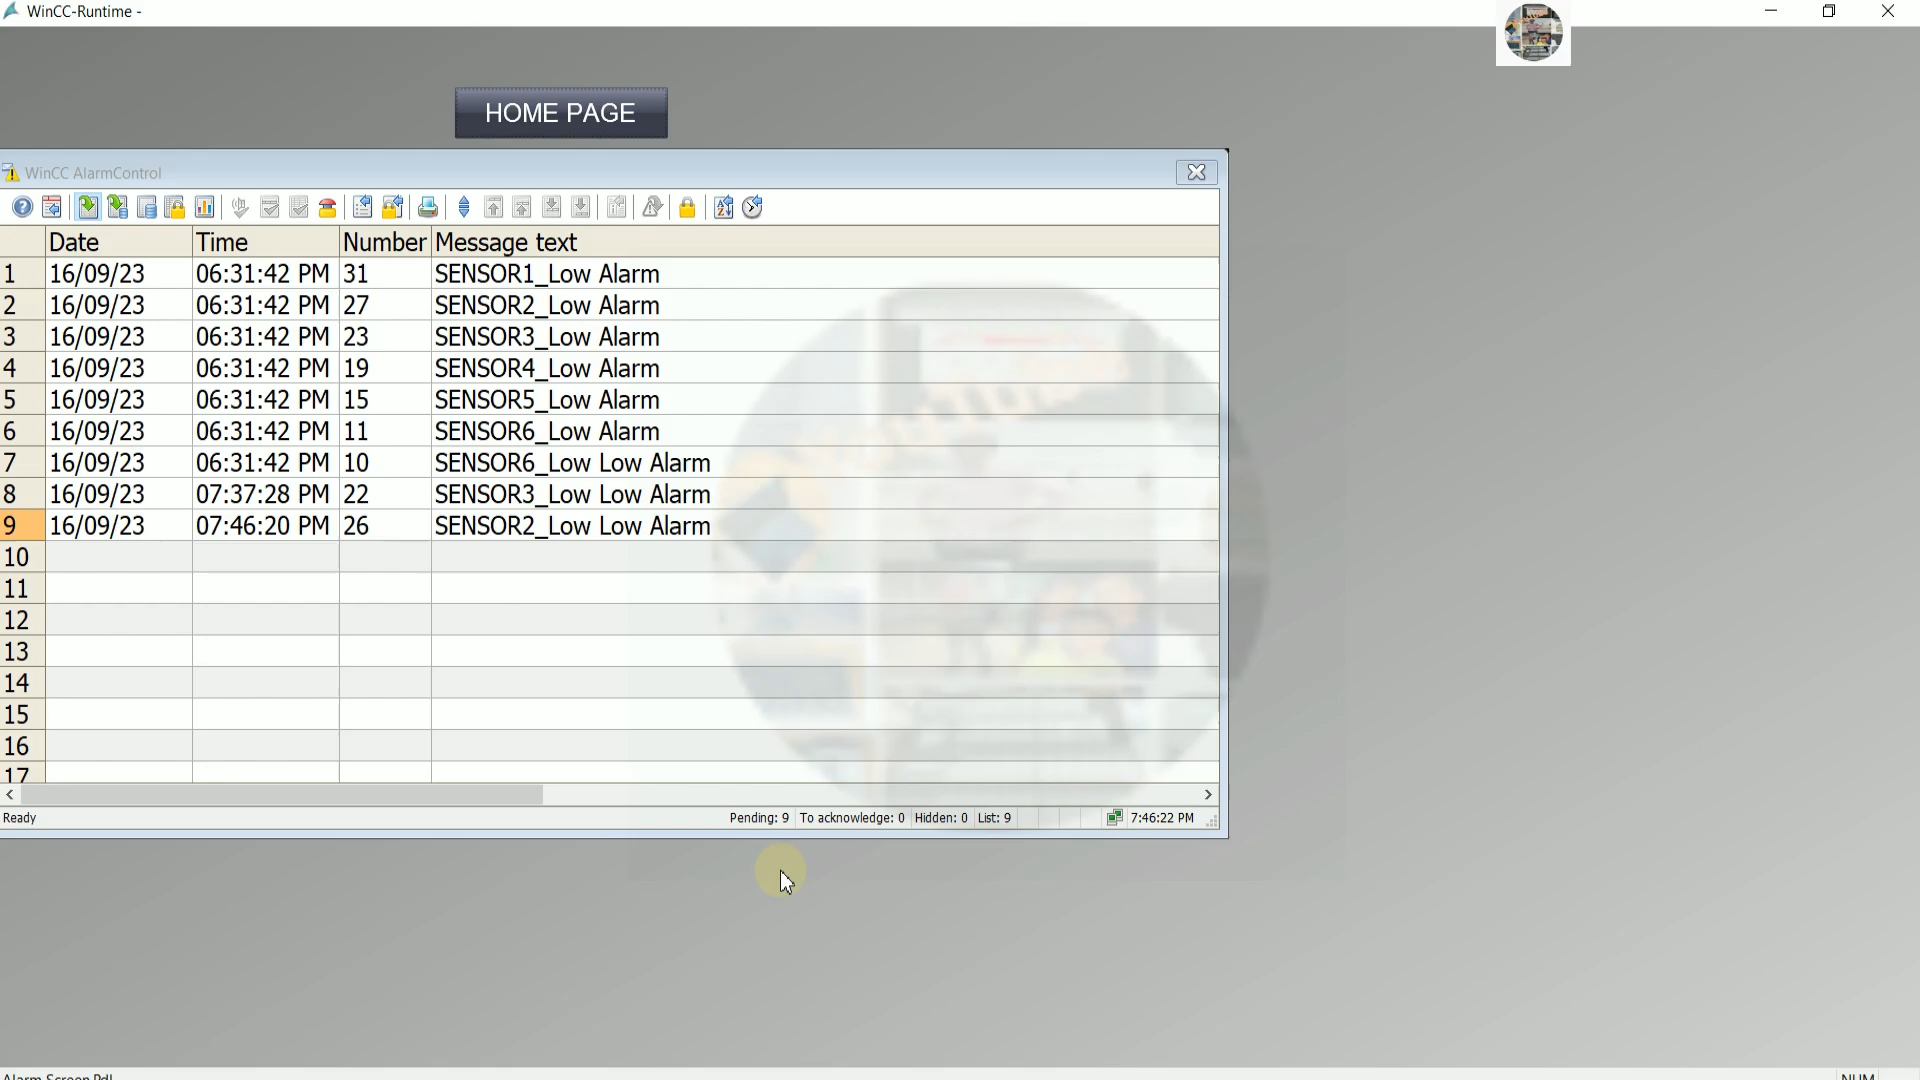 WinCC-Runtime -
HOME PAGE
WinCC AlarmControl
Date Time Number Message text
1 16/09/23 06:31:42 PM 31 SENSOR1_Low Alarm
2 16/09/23 06:31:42 PM 27 SENSOR2_Low Alarm
3 16/09/23 06:31:42 PM 23 SENSOR3_Low Alarm
4 16/09/23 06:31:42 PM 19 SENSOR4_Low Alarm
5 16/09/23 06:31:42 PM 15 SENSOR5_Low Alarm
6 16/09/23 06:31:42 PM 11 SENSOR6_Low Alarm
7 16/09/23 06:31:42 PM 10 SENSOR6_Low Low Alarm
8 16/09/23 07:37:28 PM 22 SENSOR3_Low Low Alarm
9 16/09/23 07:46:20 PM 26 SENSOR2_Low Low Alarm
10
11
12
13
14
15
16
17
Ready Pending: 9 To acknowledge: 0 Hidden: 0 List: 9 7:46:22 PM
Alarm Screen.Pdl NUM